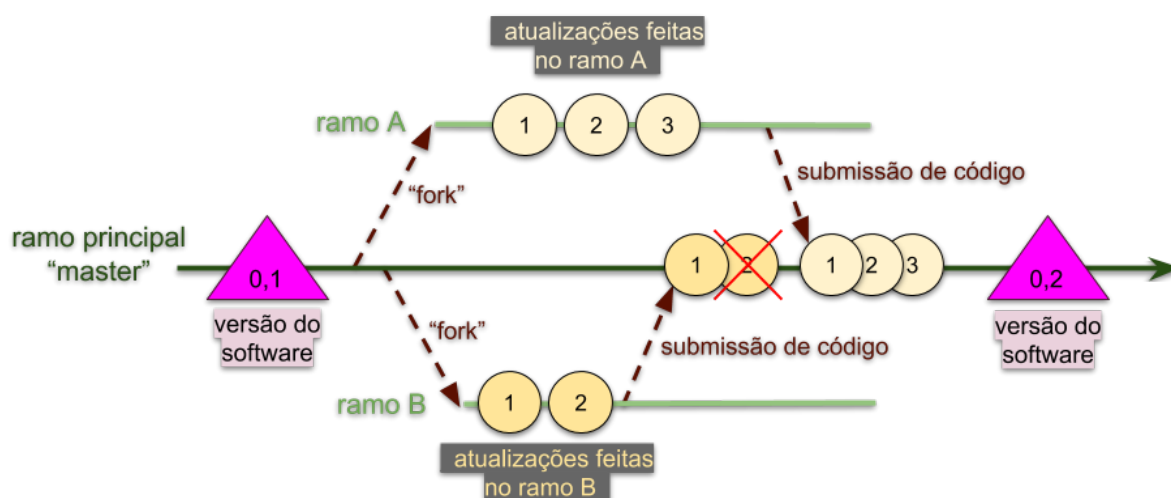 atualizações feitas
no ramo A
ramo A
1
2
3
“fork”
submissão de código
ramo principal
“master”
0,1
1
2
1
2
3
0,2
versão do
software
versão do
software
“fork”
submissão de código
ramo B
1
2
atualizações feitas
no ramo B